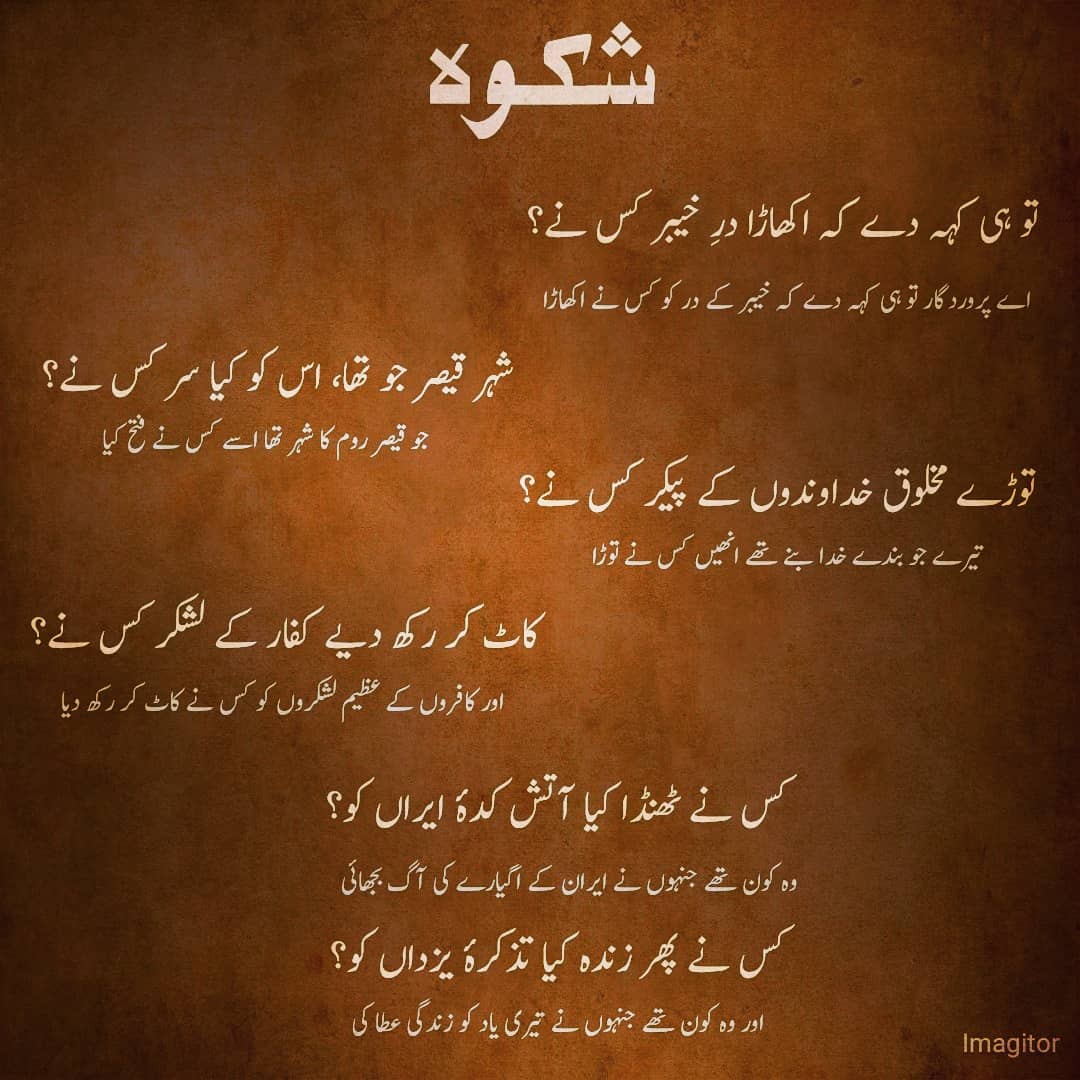 شکوہ
تو ہی کہہ دے کہ اکھاڑا درِ خیبر کس نے؟
اے پروردگار تو ہی کہہ دے کہ خیبر کے در کو کس نے اکھاڑا
شہر قیصر جو تھا، اس کو کیا سر کس نے؟
جو قیصر روم کا شہر تھا اسے کس نے فتح کیا
توڑے مخلوق خداوندوں کے پیکر کس نے؟
تیرے جو بندے خدا بنے تھے انھیں کس نے توڑا
کاٹ کر رکھ دیے کفار کے لشکر کس نے؟
اور کافروں کے عظیم لشکروں کو کس نے کاٹ کر رکھ دیا
کس نے ٹھنڈا کیا آتش کدۂ ایراں کو؟
وہ کون تھے جنہوں نے ایران کے اگیارے کی آگ بجھائی
کس نے پھر زندہ کیا تذکرۂ یزداں کو؟
اور وہ کون تھے جنہوں نے تیری یاد کو زندگی عطا کی
Imagitor